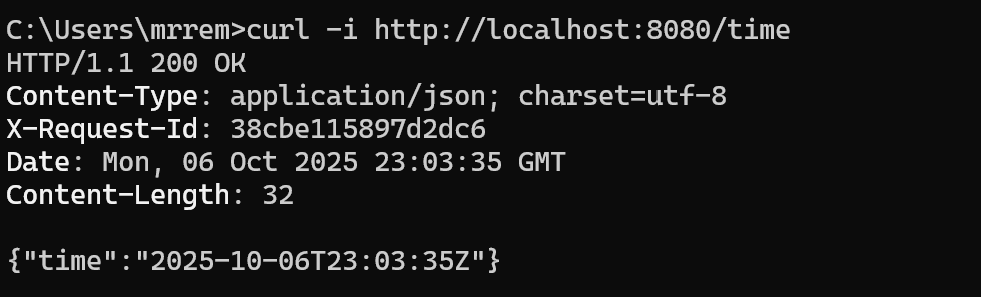 C:\Users\mrrem>curl -i http://localhost:8080/time
HTTP/1.1 200 OK
Content-Type: application/json; charset=utf-8
X-Request-Id: 38cbe115897d2dc6
Date: Mon, 06 Oct 2025 23:03:35 GMT
Content-Length: 32

{"time":"2025-10-06T23:03:35Z"}